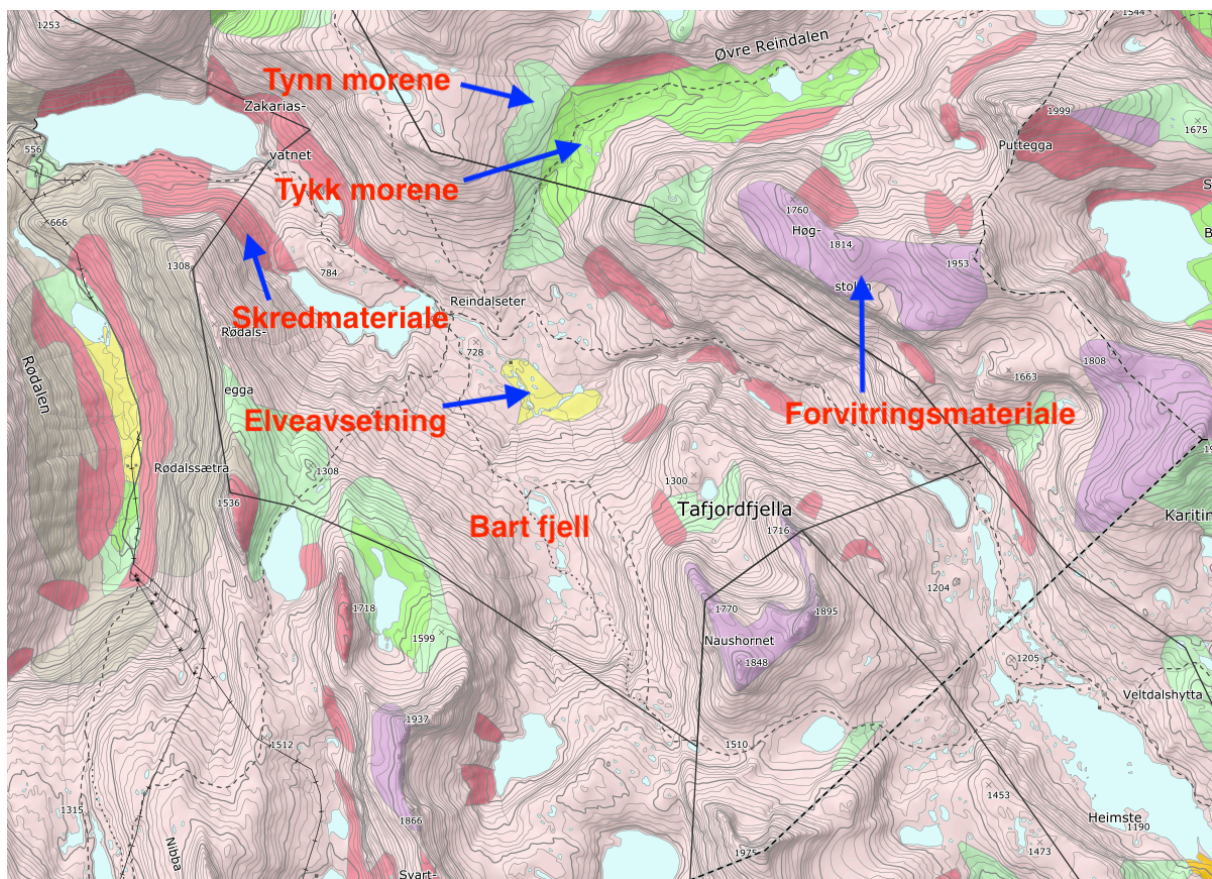 1253
1544
Øvre Reindalen
Tynn morene
Zakarias-
1999
1675
556
vatnet
Puttegga
Tykk morene
S
666
1760
Høg-
B
1814
1308
784
1953
stolen
Skredmateriale
Reindalseter
Rødals-
728
1808
Rødalen
egga
1663
Elveavsetning
Forvitringsmateriale
Rødalssætra
1308
1300
1536
Tafjordfjella
Karitin
Bart fjell
1716
1204
1718
1770
1895
1599
Naushornet
1848
1205
Veltdalshytta
1937
1512
1510
1453
1315
1866
Heimste
1190
Nibba
1975
1473
Svart-